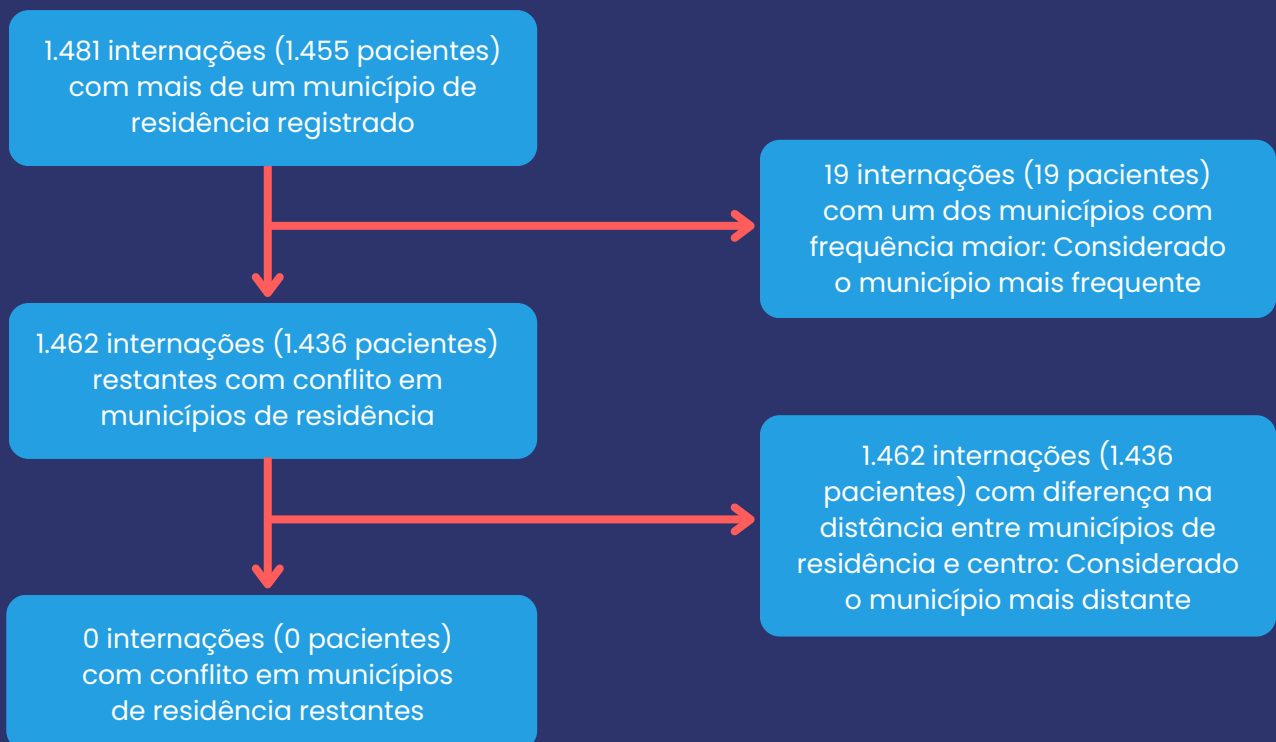 1.481 internações (1.455 pacientes)
com mais de um município de
residência registrado
19 internações (19 pacientes)
com um dos municípios com
frequência maior: Considerado
o município mais frequente
1.462 internações (1.436 pacientes)
restantes com conflito em
municípios de residência
1.462 internações (1.436
pacientes) com diferença na
distância entre municípios de
residência e centro: Considerado
o município mais distante
0 internações (0 pacientes)
com conflito em municípios
de residência restantes